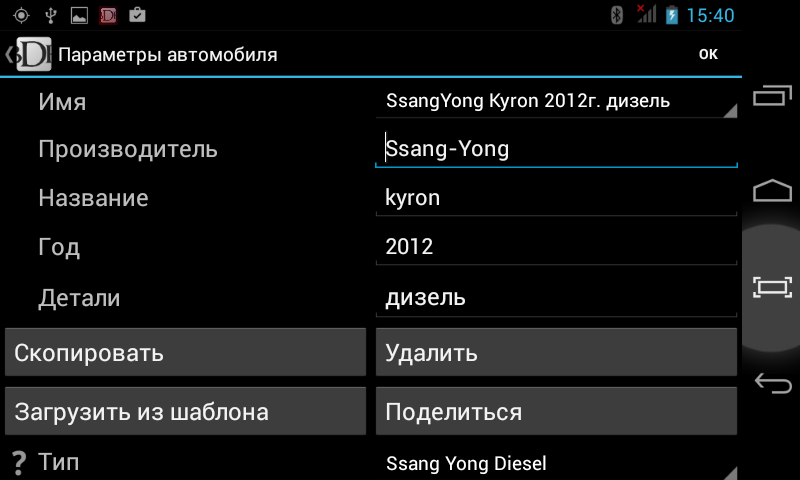 15:40
Параметры автомобиля
OK
Имя
SsangYong Kyron 2012г. дизель
Производитель
Ssang-Yong
Название
kyron
Год
2012
Детали
дизель
Скопировать
Удалить
Загрузить из шаблона
Поделиться
? Тип
Ssang Yong Diesel